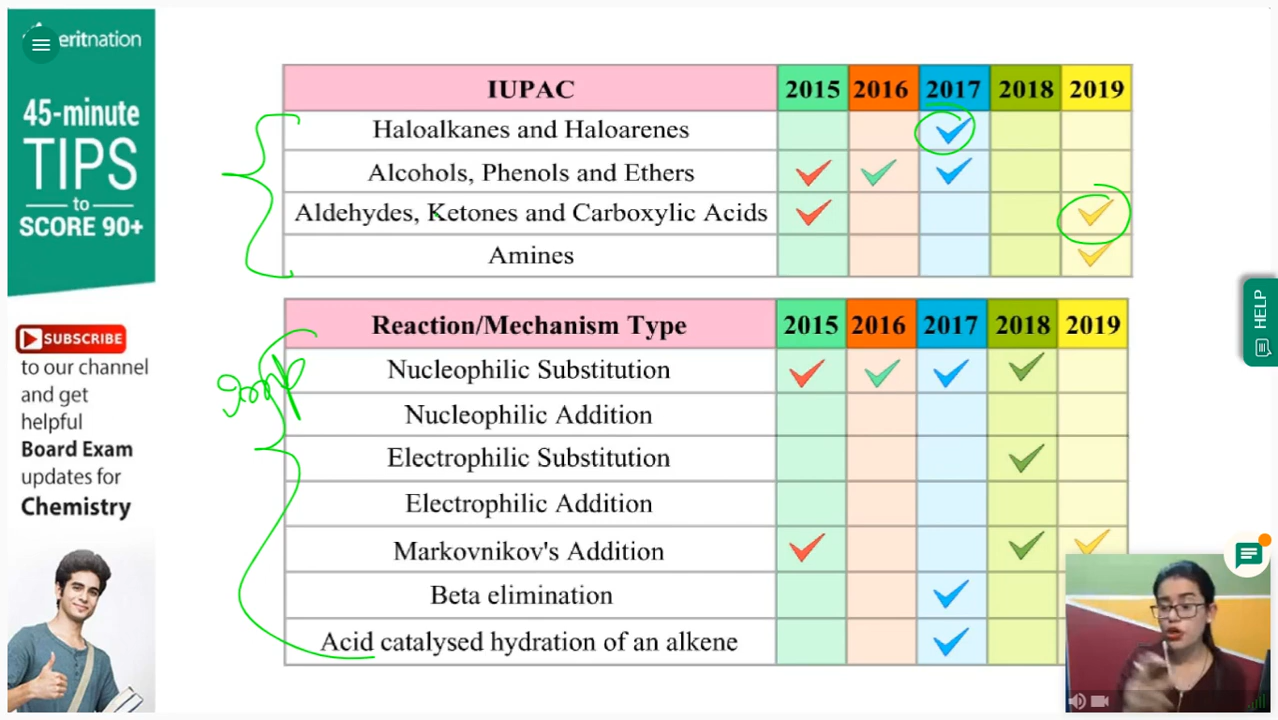 eritnation
45-minute
TIPS
to
SCORE 90+
SUBSCRIBE
to our channel
and get
helpful
Board Exam
updates for
Chemistry
IUPAC 2015 2016 2017 2018 2019
Haloalkanes and Haloarenes
Alcohols, Phenols and Ethers
Aldehydes, Ketones and Carboxylic Acids
Amines
Reaction/Mechanism Type 2015 2016 2017 2018 2019
Nucleophilic Substitution
Imp
Nucleophilic Addition
Electrophilic Substitution
Electrophilic Addition
Markovnikov's Addition
Beta elimination
Acid catalysed hydration of an alkene
HELP